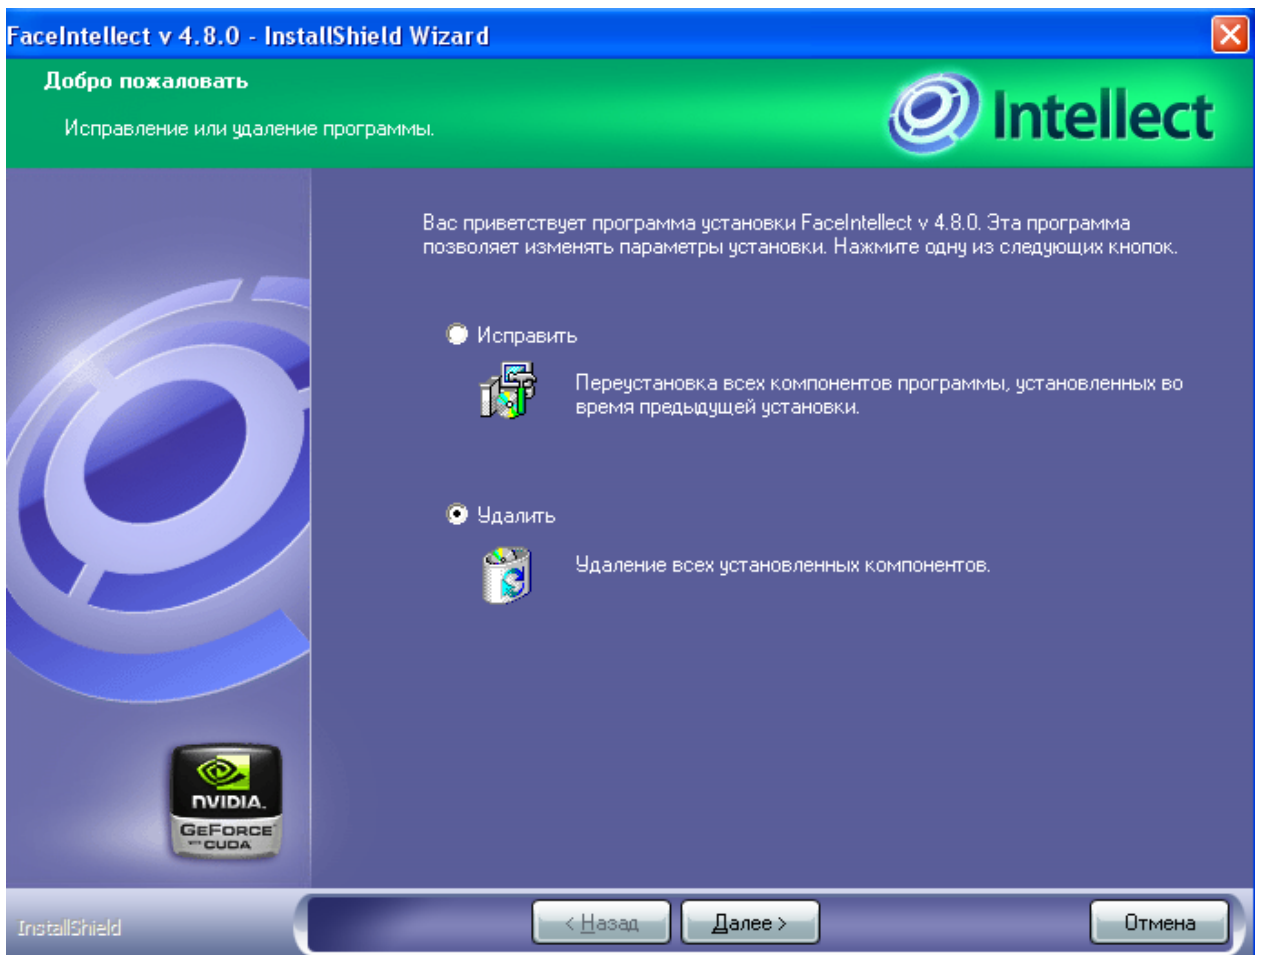 FaceIntellect v 4.8.0 - InstallShield Wizard
Добро пожаловать
Исправление или удаление программы.
Intellect
Вас приветствует программа установки FaceIntellect v 4.8.0. Эта программа
позволяет изменять параметры установки. Нажмите одну из следующих кнопок.
Исправить
Переустановка всех компонентов программы, установленных во
время предыдущей установки.
Удалить
Удаление всех установленных компонентов.
NVIDIA.
GEFORCE
WITH CUDA
InstallShield
< Назад
Далее >
Отмена